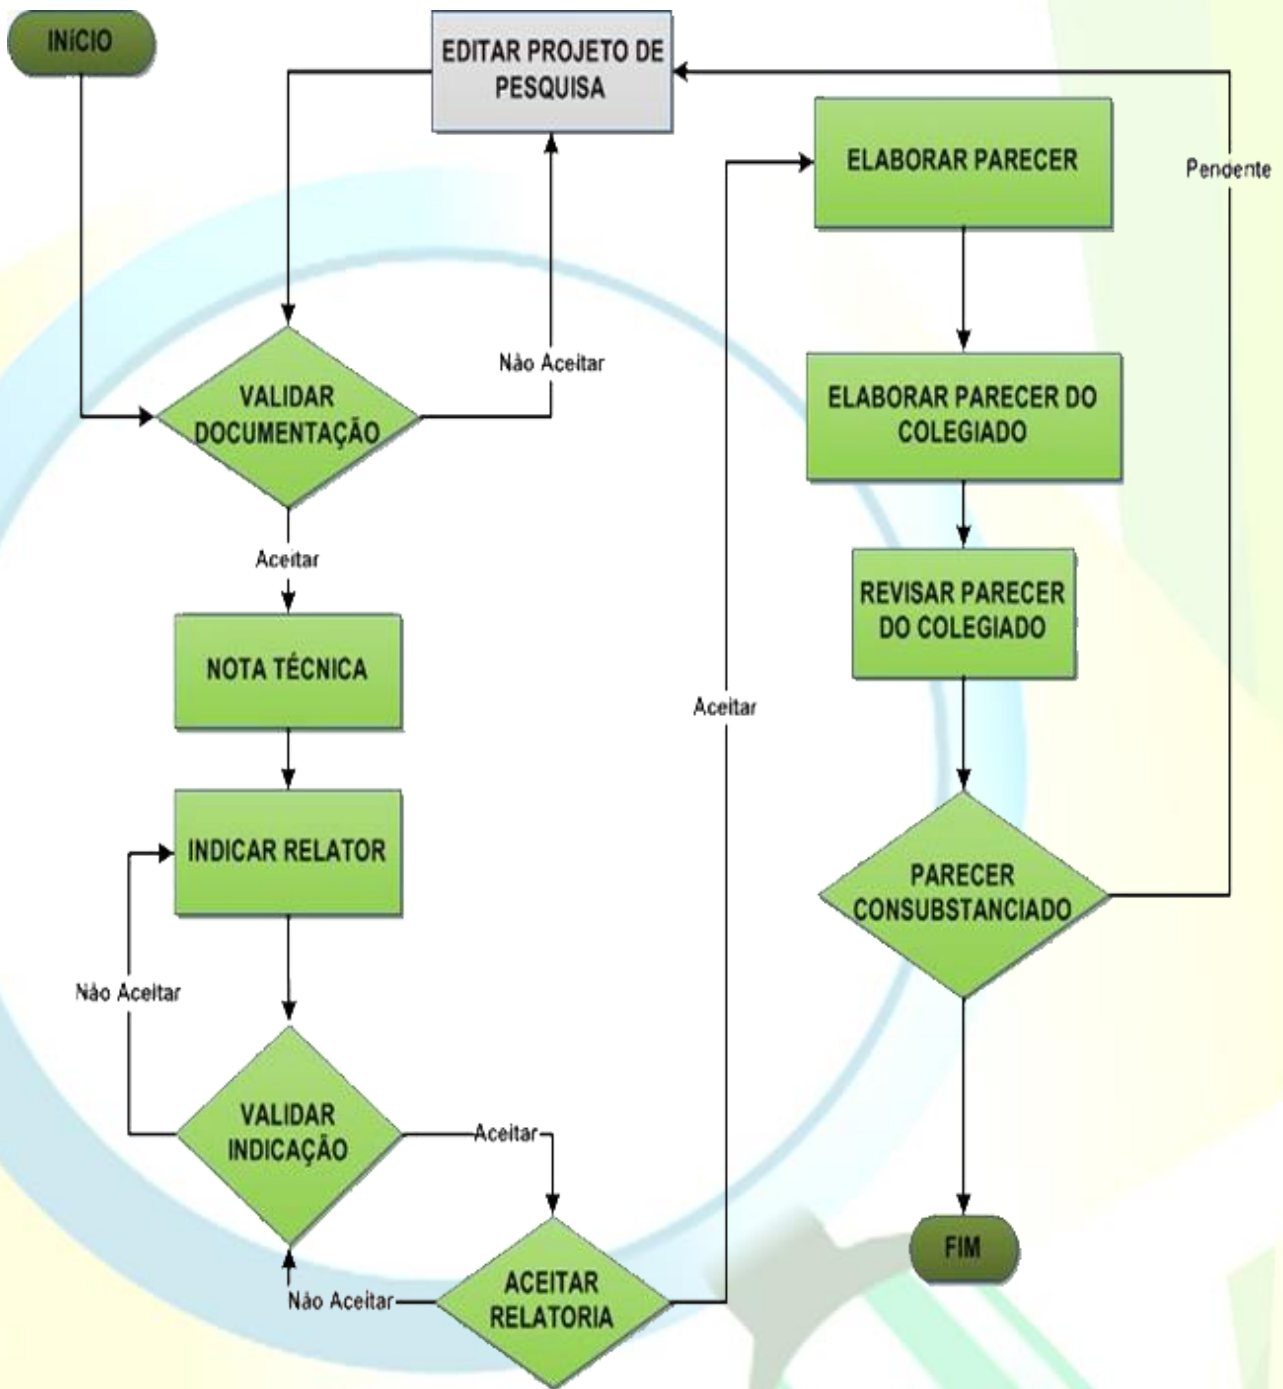 INÍCIO
EDITAR PROJETO DE
PESQUISA
VALIDAR
DOCUMENTAÇÃO
Não Aceitar
Aceitar
NOTA TÉCNICA
INDICAR RELATOR
Não Aceitar
VALIDAR
INDICAÇÃO
Aceitar
ACEITAR
RELATORIA
Não Aceitar
Aceitar
ELABORAR PARECER
ELABORAR PARECER DO
COLEGIADO
REVISAR PARECER
DO COLEGIADO
PARECER
CONSUBSTANCIADO
Pendente
FIM